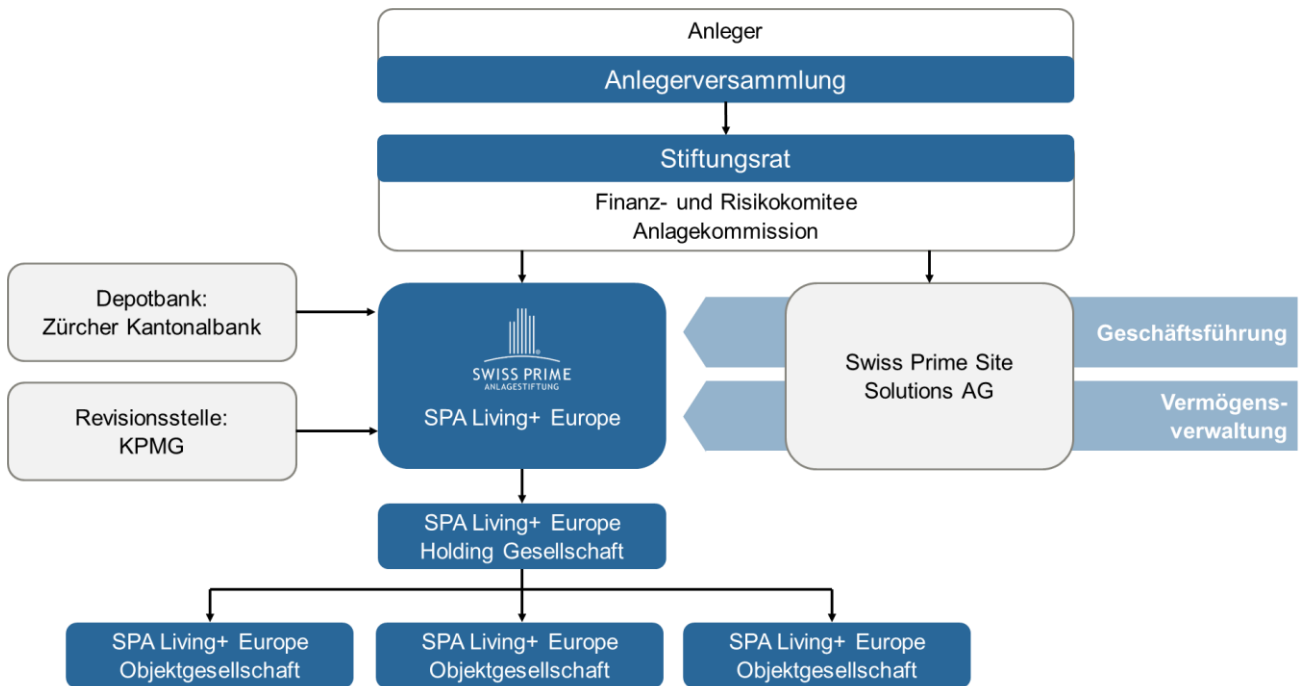 Anleger
Anlegerversammlung
Stiftungsrat
Finanz- und Risikokomitee
Anlagekommission
Depotbank:
Zürcher Kantonalbank
Revisionsstelle:
KPMG
SWISS PRIME
ANLAGESTIFTUNG
SPA Living+ Europe
Swiss Prime Site
Solutions AG
Geschäftsführung
Vermögens-
verwaltung
SPA Living+ Europe
Holding Gesellschaft
SPA Living+ Europe
Objektgesellschaft
SPA Living+ Europe
Objektgesellschaft
SPA Living+ Europe
Objektgesellschaft